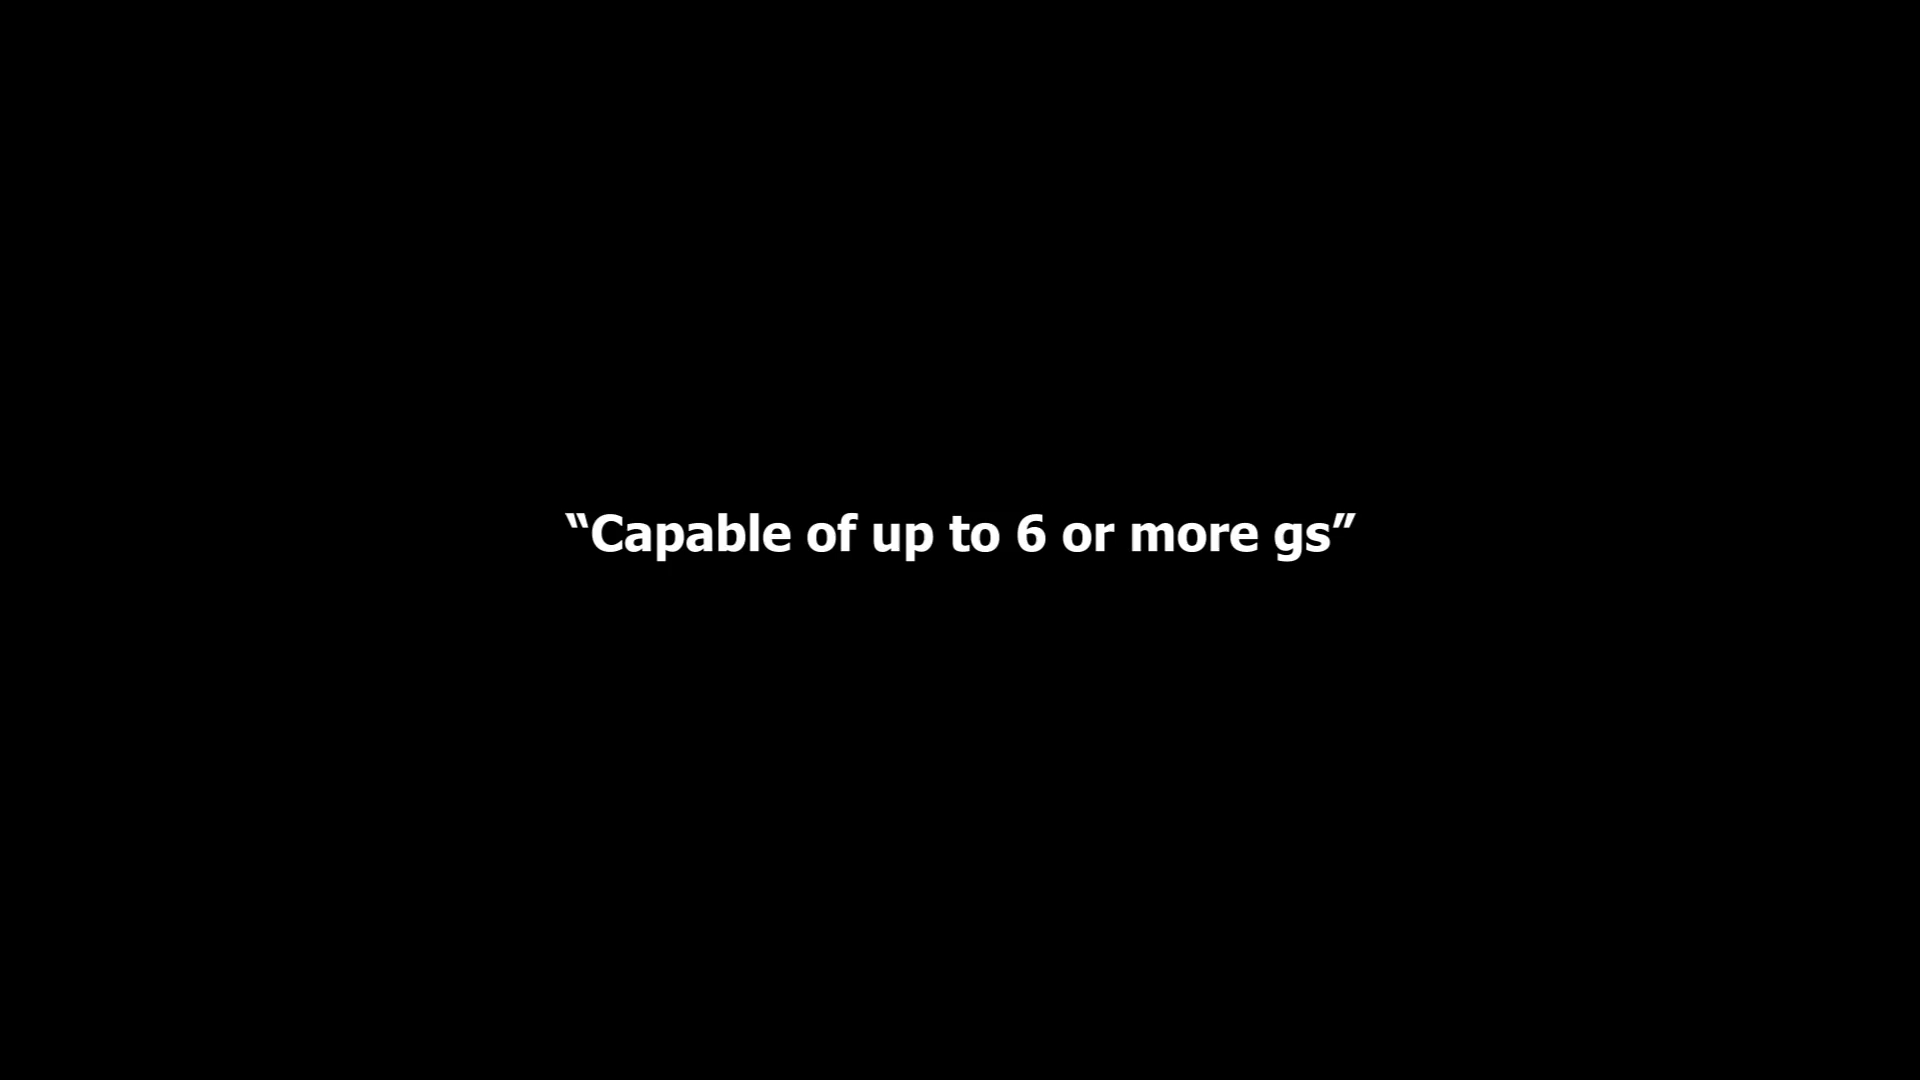 “Capable of up to 6 or more gs”